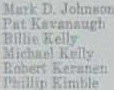 Mark D. Johnson
Pat Kavanaugh
Billie Kelly
Michael Kelly
Robert Keranen
Phillip Kimble